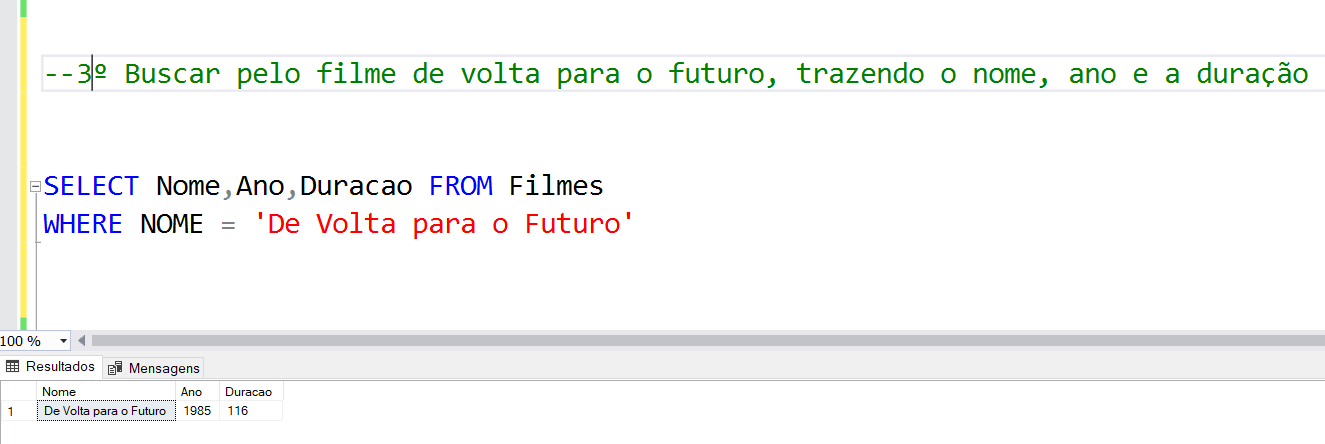 --3º Buscar pelo filme de volta para o futuro, trazendo o nome, ano e a duração
SELECT Nome,Ano,Duracao FROM Filmes
WHERE NOME = 'De Volta para o Futuro'
100 %
Resultados Mensagens
Nome Ano Duracao
1 De Volta para o Futuro 1985 116